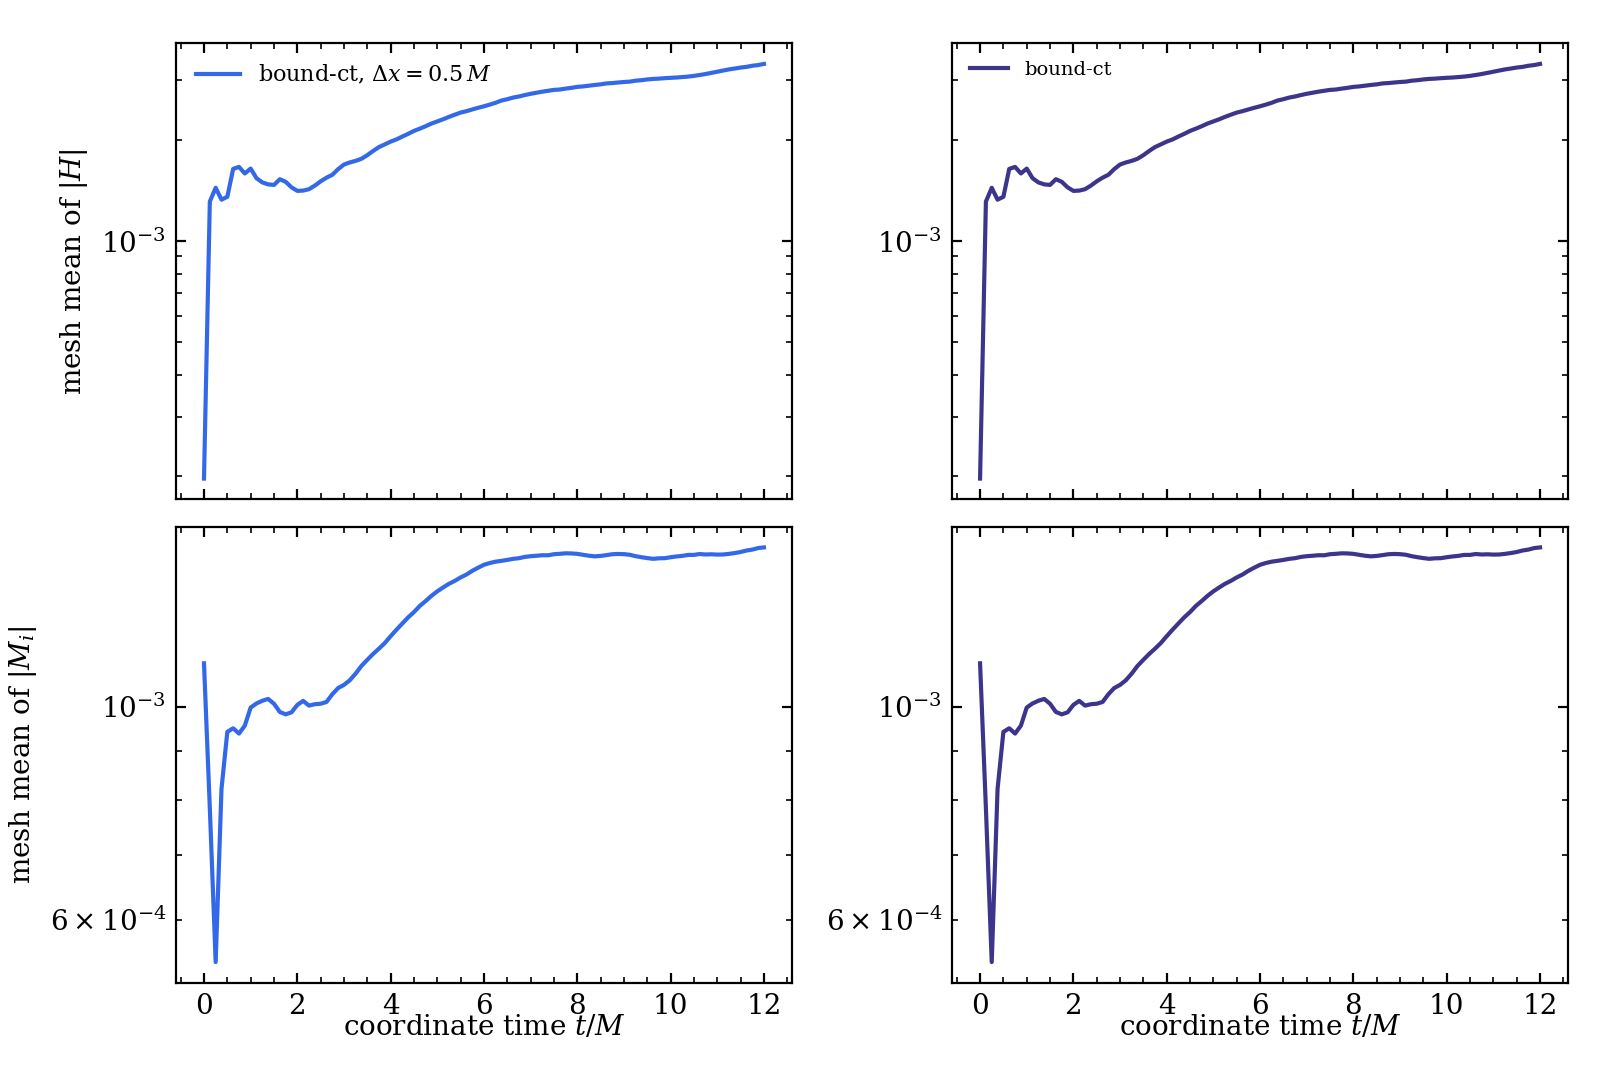 bound-ct, Δx = 0.5 M
bound-ct
mesh mean of |H|
10⁻³
10⁻³
mesh mean of |Mᵢ|
10⁻³
6 × 10⁻⁴
10⁻³
6 × 10⁻⁴
0 2 4 6 8 10 12
coordinate time t/M
0 2 4 6 8 10 12
coordinate time t/M